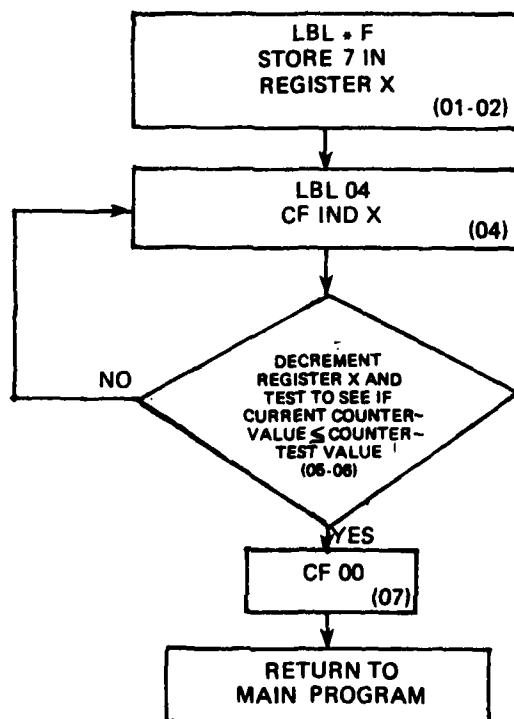 LBL * F
STORE 7 IN
REGISTER X
(01-02)
LBL 04
CF IND X
(04)
DECREMENT
REGISTER X AND
TEST TO SEE IF
CURRENT COUNTER-
VALUE ≦ COUNTER-
TEST VALUE
(05-06)
NO
YES
CF 00
(07)
RETURN TO
MAIN PROGRAM